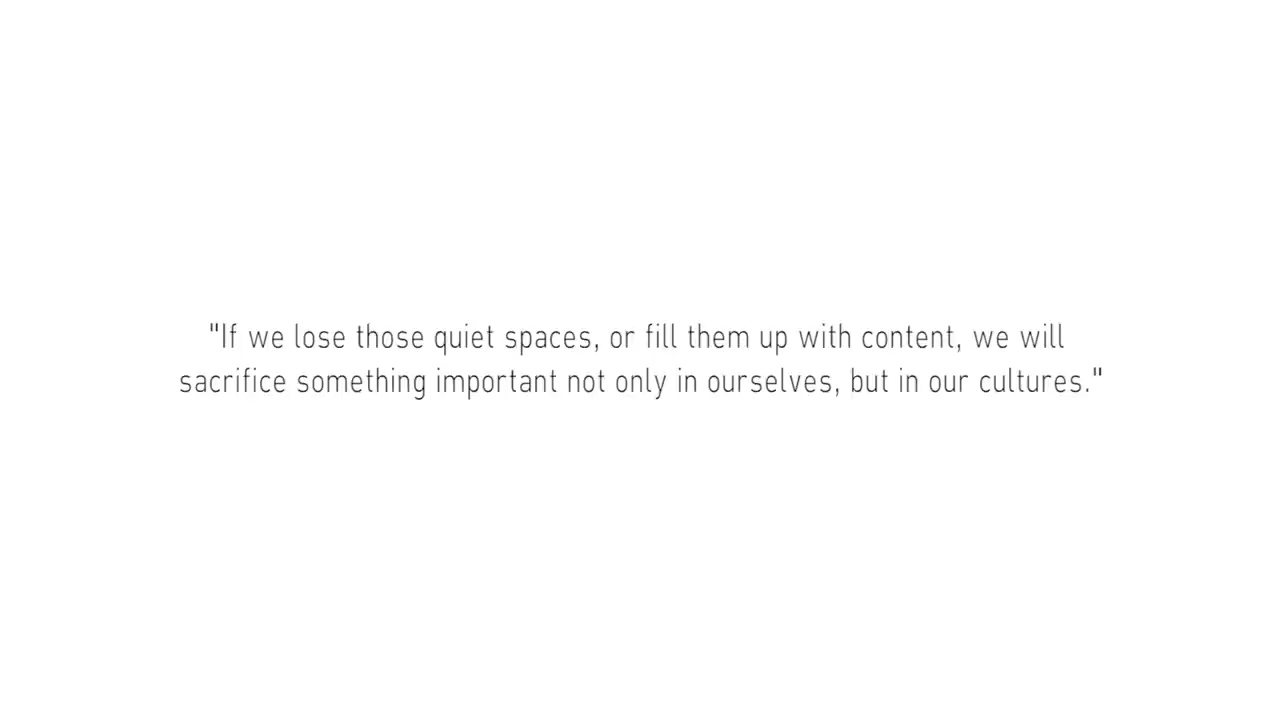 "If we lose those quiet spaces, or fill them up with content, we will
sacrifice something important not only in ourselves, but in our cultures."